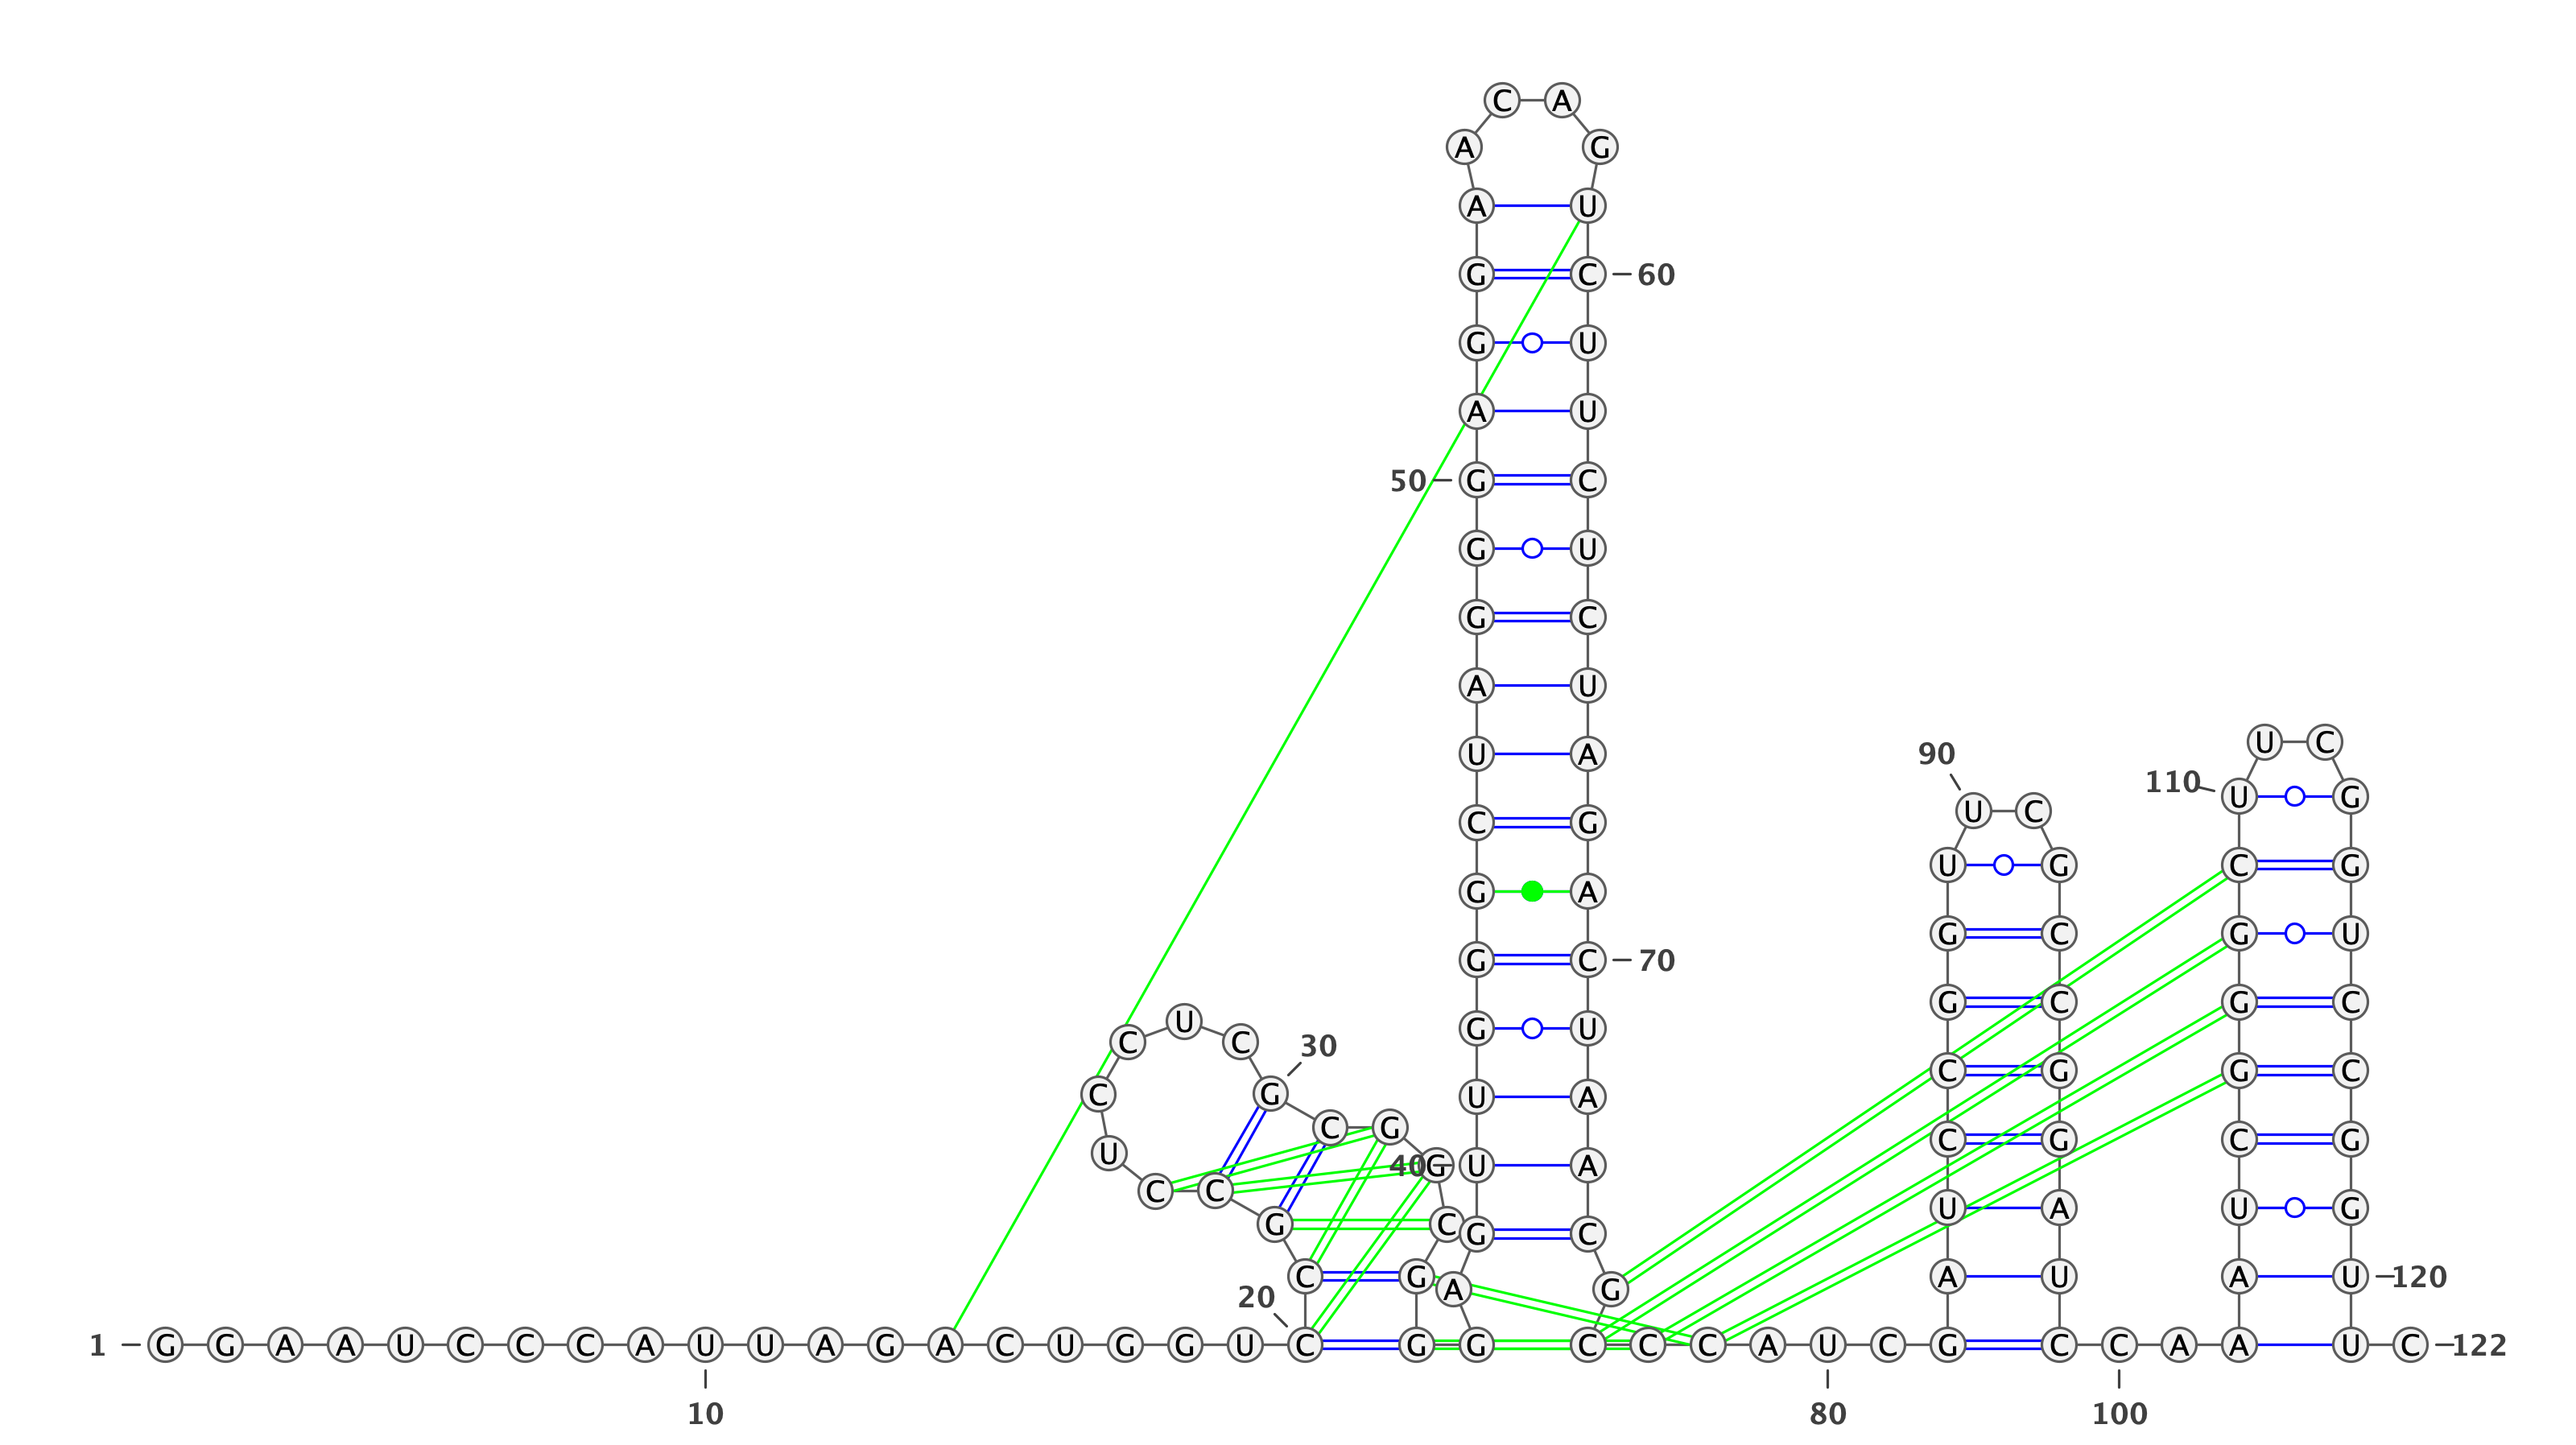 C A
A G
A U
G C 60
G U
A U
50 G C
G U
G C
A U
U C
U A 90
110 U G
C G U C
U G C G
G A
G C G U
G C 70
G C G C
U
G U
C C 30
C G G C
C G U A
C G
C G C G
U
40 G U A
C C
U A U G
G C G C
C G A U A U 120
A G
20
1 G G A A U C C C A U U A G A C U G G U C G G C C C A U C G C C A A U C 122
10 80 100